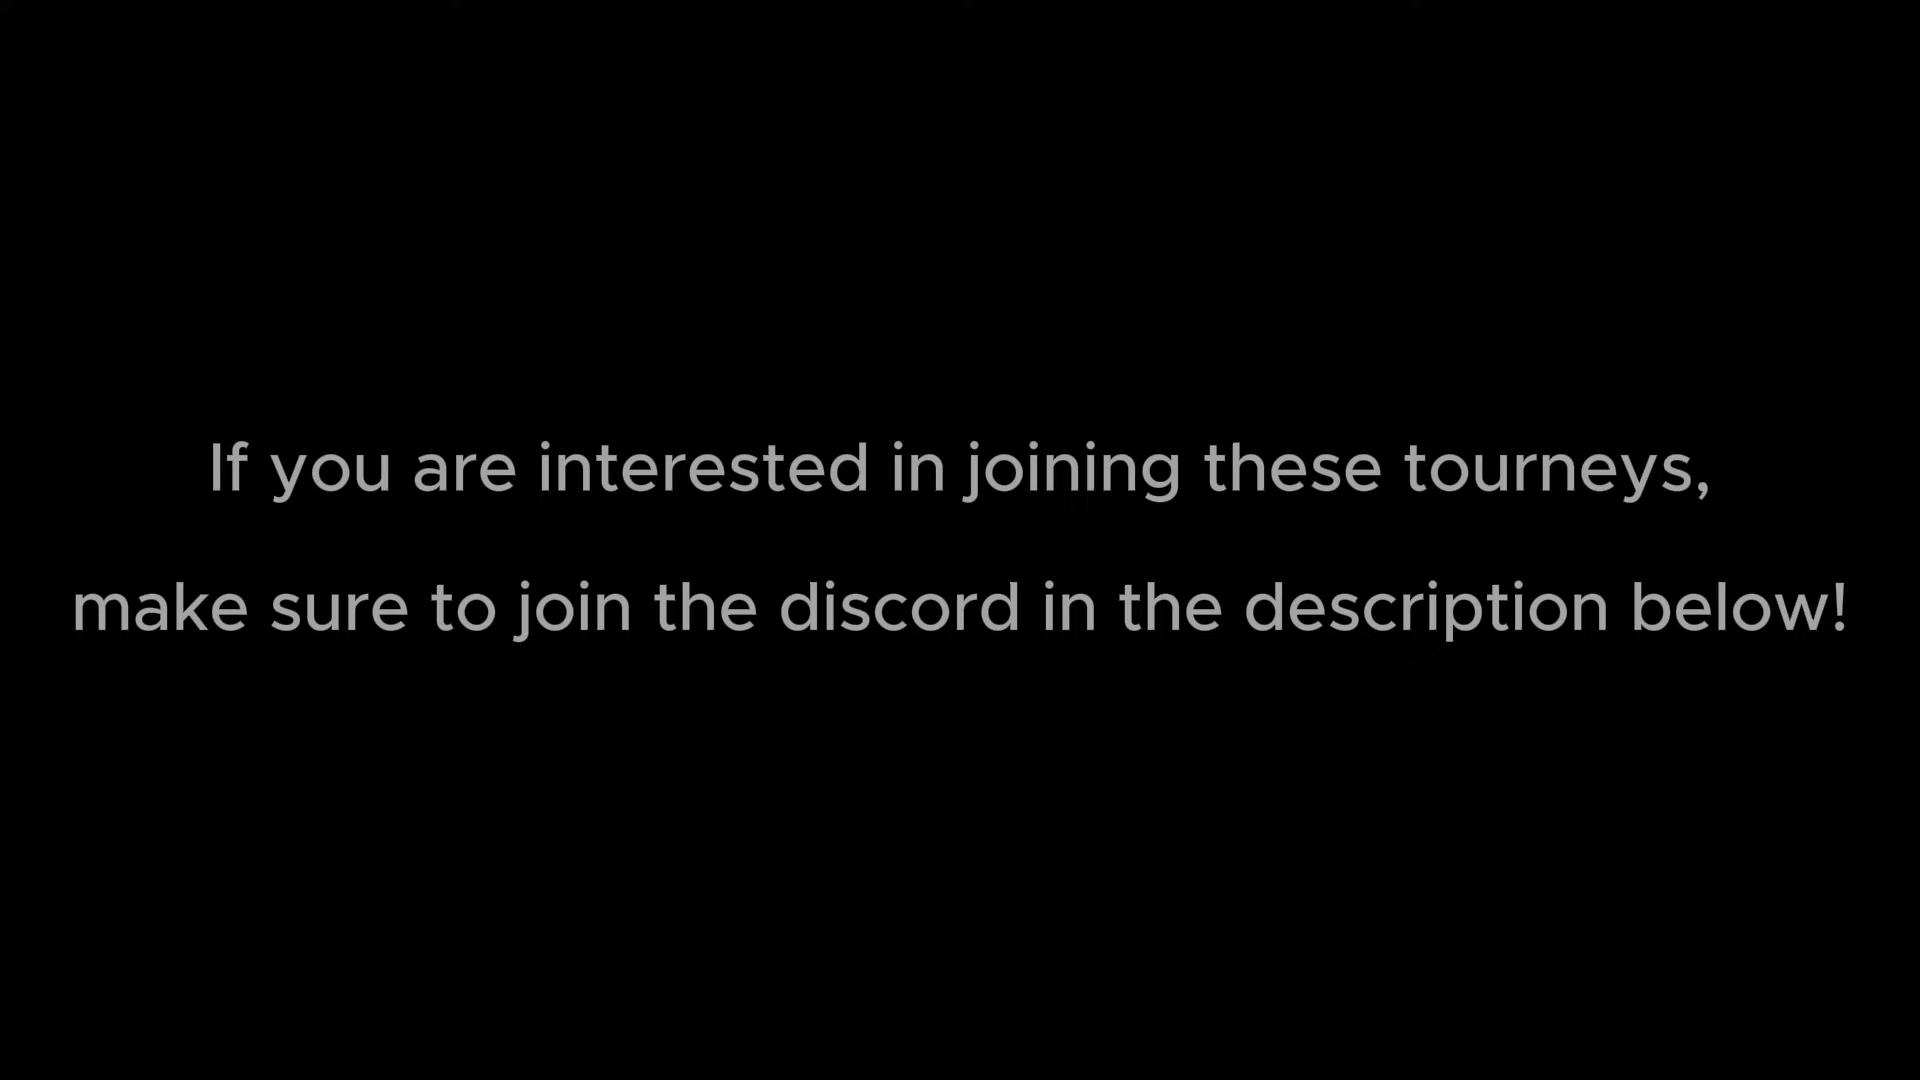 If you are interested in joining these tourneys,
make sure to join the discord in the description below!